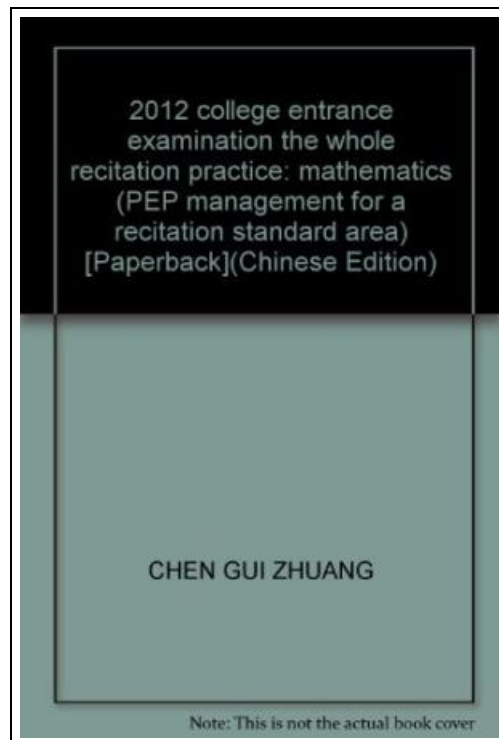 2012 college entrance
examination the whole
recitation practice: mathematics
(PEP management for a
recitation standard area)
[Paperback](Chinese Edition)
CHEN GUI ZHUANG
Note: This is not the actual book cover